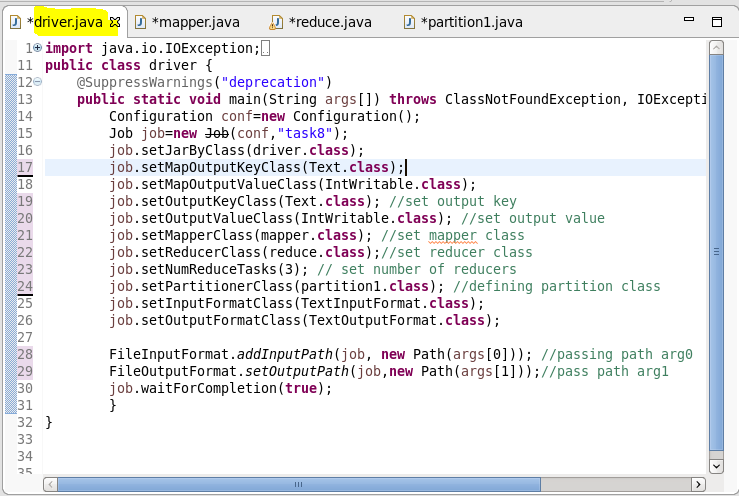 *driver.java *mapper.java *reduce.java *partition1.java
1 import java.io.IOException;
11 public class driver {
12 @SuppressWarnings("deprecation")
13 public static void main(String args[]) throws ClassNotFoundException, IOExcepti
14 Configuration conf=new Configuration();
15 Job job=new Job(conf,"task8");
16 job.setJarByClass(driver.class);
17 job.setMapOutputKeyClass(Text.class);
18 job.setMapOutputValueClass(IntWritable.class);
19 job.setOutputKeyClass(Text.class); //set output key
20 job.setOutputValueClass(IntWritable.class); //set output value
21 job.setMapperClass(mapper.class); //set mapper class
22 job.setReducerClass(reduce.class);//set reducer class
23 job.setNumReduceTasks(3); // set number of reducers
24 job.setPartitionerClass(partition1.class); //defining partition class
25 job.setInputFormatClass(TextInputFormat.class);
26 job.setOutputFormatClass(TextOutputFormat.class);
28 FileInputFormat.addInputPath(job, new Path(args[0])); //passing path arg0
29 FileOutputFormat.setOutputPath(job,new Path(args[1]));//pass path arg1
30 job.waitForCompletion(true);
31 }
32 }
33
34
35